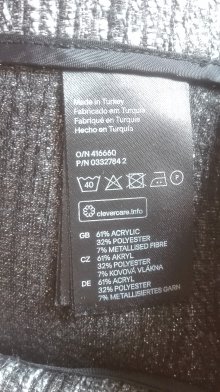 Made in Turkey
Fabricado em Turquia
Fabriqué en Turquie
Hecho en Turquía
O/N 416660
P/N 0332784 2
40 P
clevercare.info
GB 61% ACRYLIC
32% POLYESTER
7% METALLISED FIBRE
CZ 61% AKRYL
32% POLYESTER
7% KOVOVÁ VLÁKNA
DE 61% ACRYL
32% POLYESTER
7% METALLISIERTES GARN